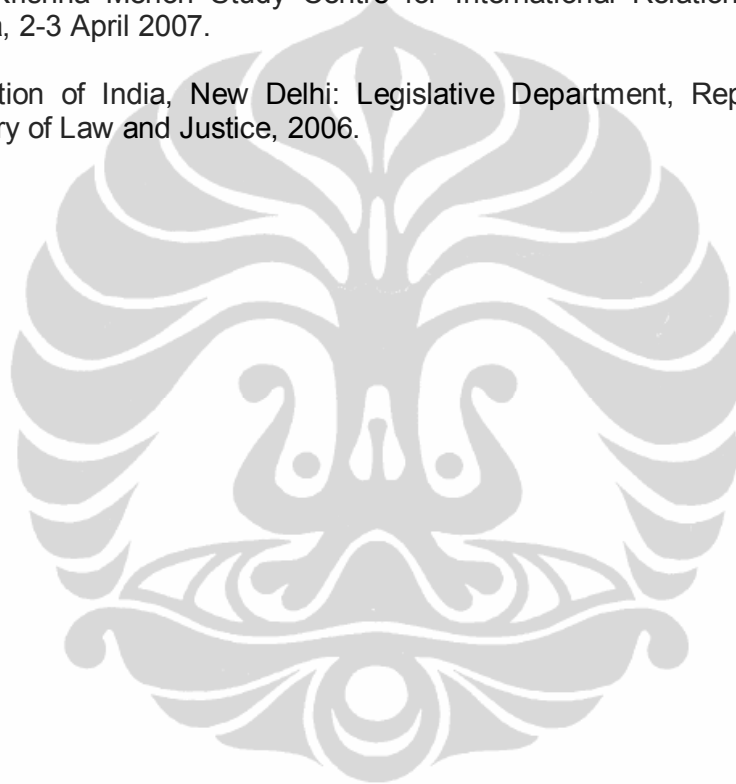 Krishna Menon Study Centre for International Relation
a, 2-3 April 2007.
tion of India, New Delhi: Legislative Department, Rep
ry of Law and Justice, 2006.